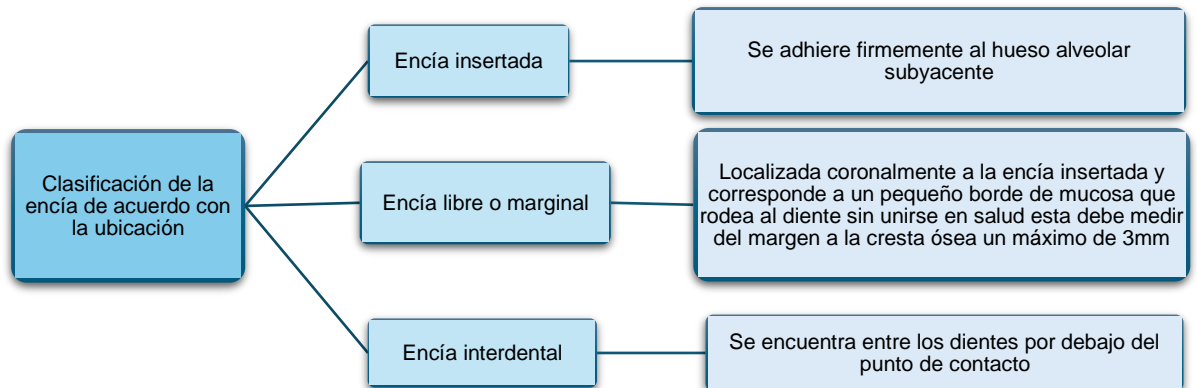 Clasificación de la
encía de acuerdo con
la ubicación
Encía insertada
Se adhiere firmemente al hueso alveolar
subyacente
Encía libre o marginal
Localizada coronalmente a la encía insertada y
corresponde a un pequeño borde de mucosa que
rodea al diente sin unirse en salud esta debe medir
del margen a la cresta ósea un máximo de 3mm
Encía interdental
Se encuentra entre los dientes por debajo del
punto de contacto